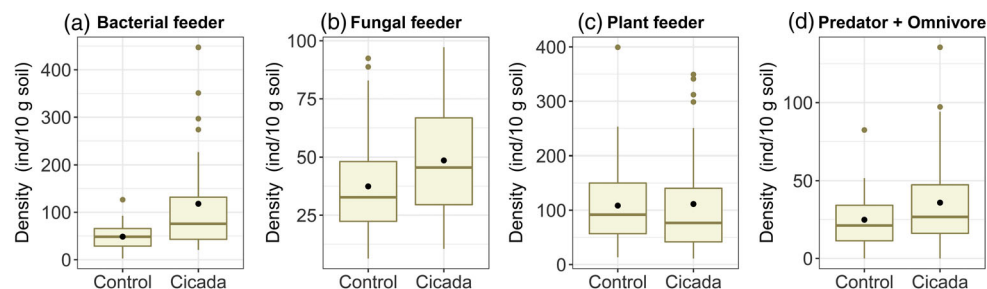 (a) Bacterial feeder
Density (ind/10 g soil)
400
300
200
100
0
Control Cicada
(b) Fungal feeder
Density (ind/10 g soil)
100
75
50
25
Control Cicada
(c) Plant feeder
Density (ind/10 g soil)
400
300
200
100
0
Control Cicada
(d) Predator + Omnivore
Density (ind/10 g soil)
100
50
0
Control Cicada